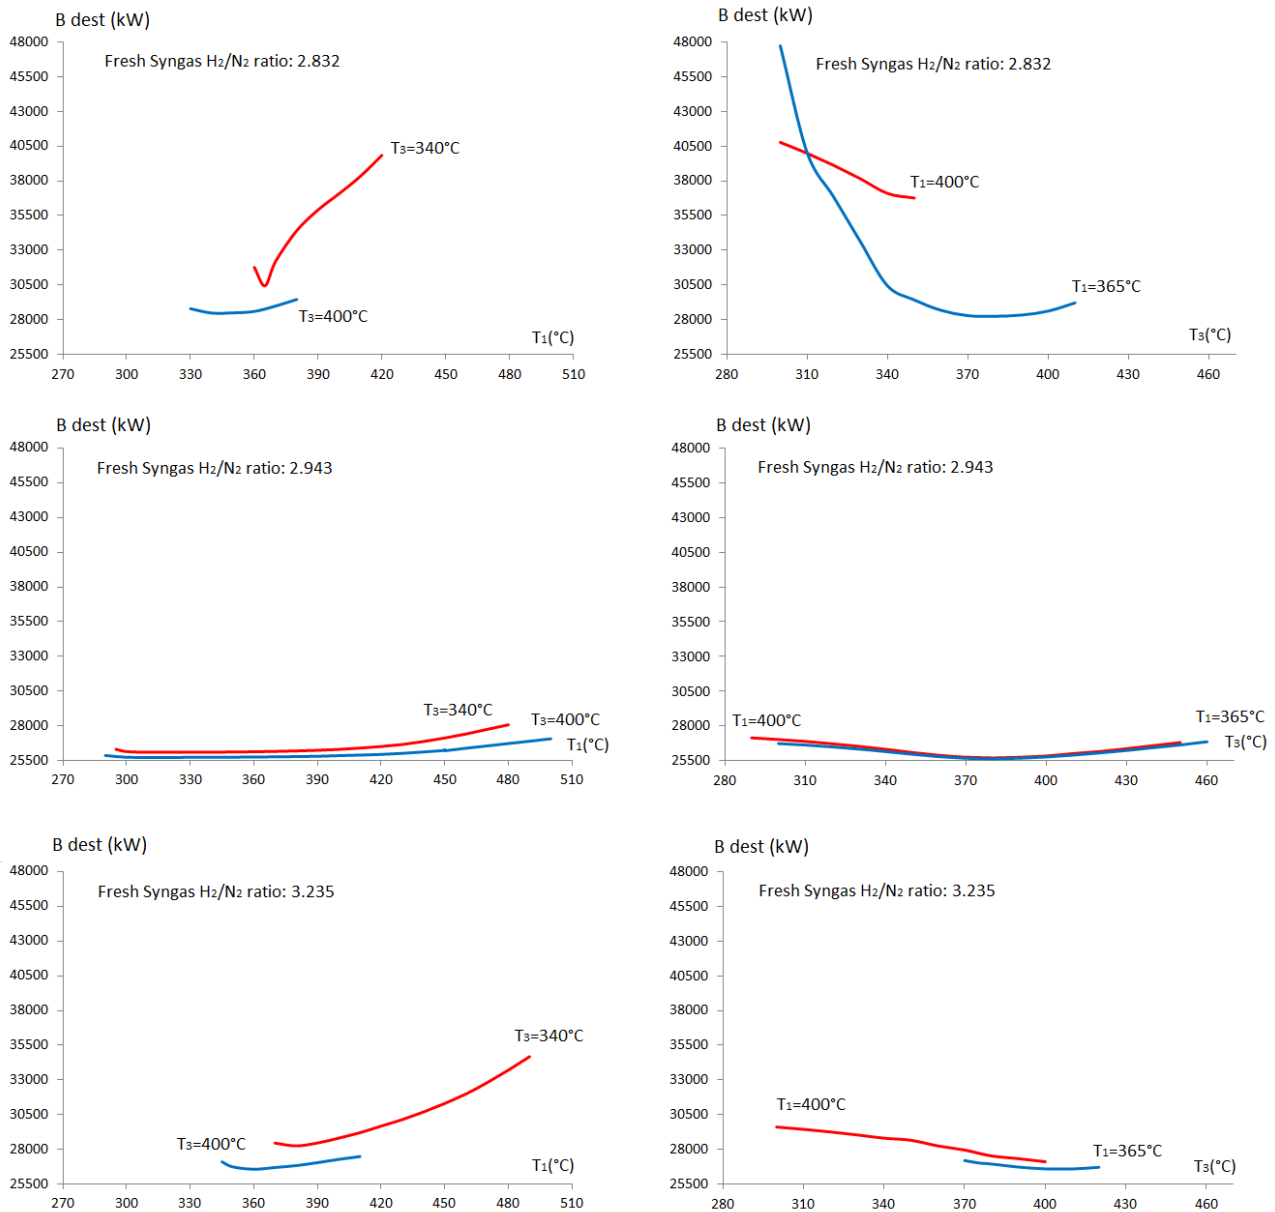 B dest (kW)
48000
Fresh Syngas H2/N2 ratio: 2.832
45500
43000
40500
T3=340°C
38000
35500
33000
30500
T3=400°C
28000
T1(°C)
25500
270 300 330 360 390 420 450 480 510
B dest (kW)
48000
Fresh Syngas H2/N2 ratio: 2.832
45500
43000
40500
38000
T1=400°C
35500
33000
30500
T1=365°C
28000
T3(°C)
25500
280 310 340 370 400 430 460
B dest (kW)
48000
Fresh Syngas H2/N2 ratio: 2.943
45500
43000
40500
38000
35500
33000
30500
T3=340°C
T3=400°C
28000
T1(°C)
25500
270 300 330 360 390 420 450 480 510
B dest (kW)
48000
Fresh Syngas H2/N2 ratio: 2.943
45500
43000
40500
38000
35500
33000
30500
T1=400°C
T1=365°C
28000
T3(°C)
25500
280 310 340 370 400 430 460
B dest (kW)
48000
Fresh Syngas H2/N2 ratio: 3.235
45500
43000
40500
38000
T3=340°C
35500
33000
30500
T3=400°C
28000
T1(°C)
25500
270 300 330 360 390 420 450 480 510
B dest (kW)
48000
Fresh Syngas H2/N2 ratio: 3.235
45500
43000
40500
38000
35500
33000
T1=400°C
30500
T1=365°C
28000
T3(°C)
25500
280 310 340 370 400 430 460